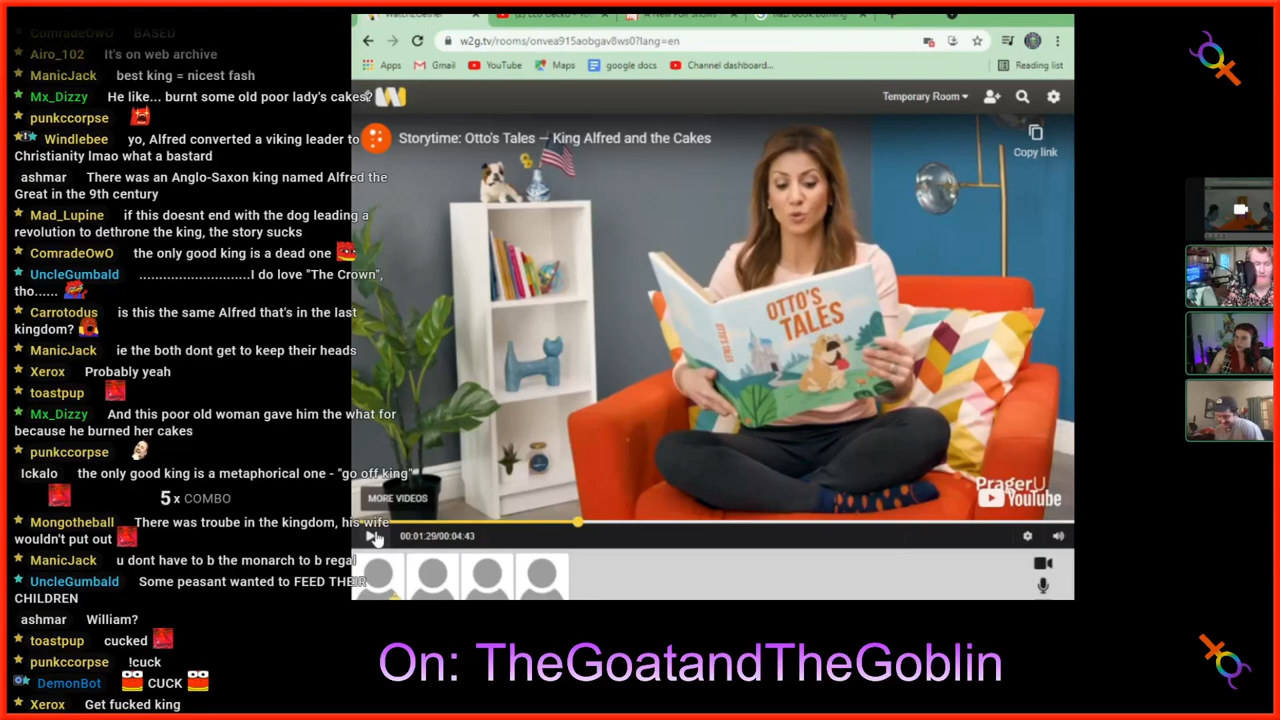 ComradeOwO BASED
Airo_102 It's on web archive
ManicJack best king = nicest fash
Mx_Dizzy He like... burnt some old poor lady's cakes?
punkccorpse
Windlebee yo, Alfred converted a viking leader to
Christianity lmao what a bastard
ashmar There was an Anglo-Saxon king named Alfred the
Great in the 9th century
Mad_Lupine if this doesnt end with the dog leading a
revolution to dethrone the king, the story sucks
ComradeOwO the only good king is a dead one
UncleGumbald ............................I do love "The Crown",
tho......
Carrotodus is this the same Alfred that's in the last
kingdom?
ManicJack ie the both dont get to keep their heads
Xerox Probably yeah
toastpup
Mx_Dizzy And this poor old woman gave him the what for
because he burned her cakes
punkccorpse
Ickalo the only good king is a metaphorical one - "go off king"
5 x COMBO
Mongotheball There was troube in the kingdom, his wife
wouldn't put out
ManicJack u dont have to b the monarch to b regal
UncleGumbald Some peasant wanted to FEED THEIR
CHILDREN
ashmar William?
toastpup cucked
punkccorpse !cuck
DemonBot CUCK
Xerox Get fucked king
w2g.tv/rooms/onvea915aobgav8ws0?lang=en
Apps Gmail YouTube Maps google docs Channel dashboard... Reading list
Temporary Room
Storytime: Otto's Tales — King Alfred and the Cakes
Copy link
OTTO'S
TALES
OTTO'S TALES
PragerU
YouTube
MORE VIDEOS
00:01:29/00:04:43
On: TheGoatandTheGoblin